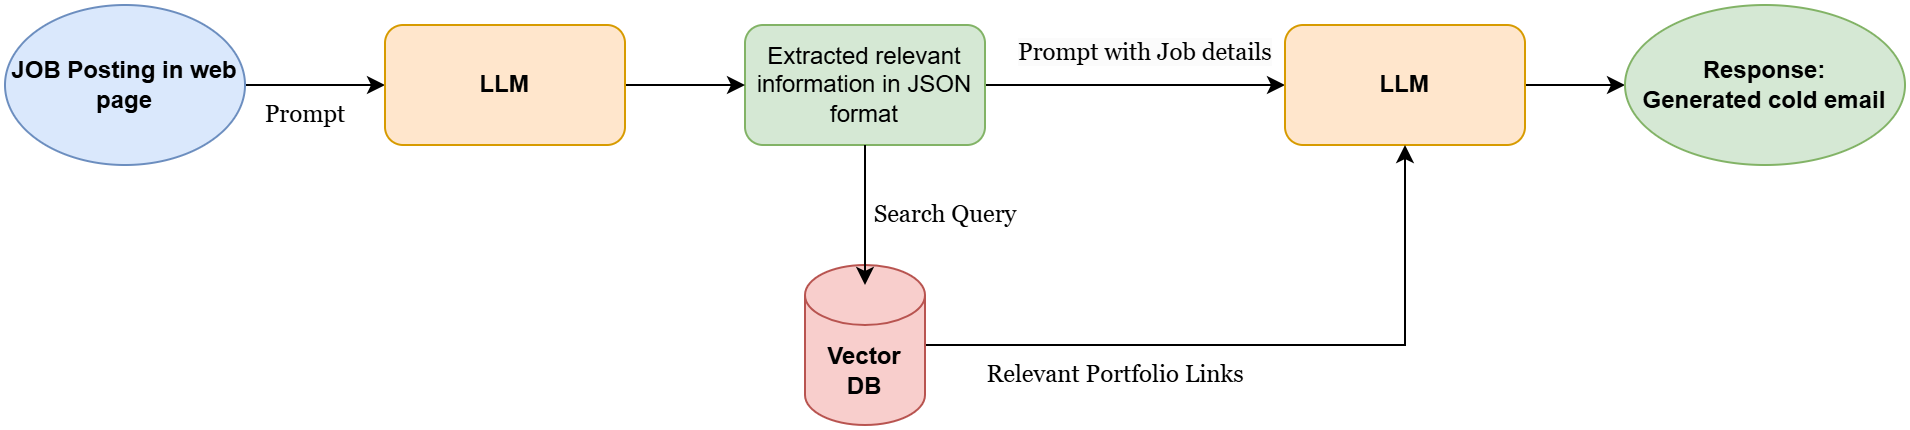 JOB Posting in web
page
Prompt
LLM
Extracted relevant
information in JSON
format
Prompt with Job details
LLM
Response:
Generated cold email
Search Query
Vector
DB
Relevant Portfolio Links